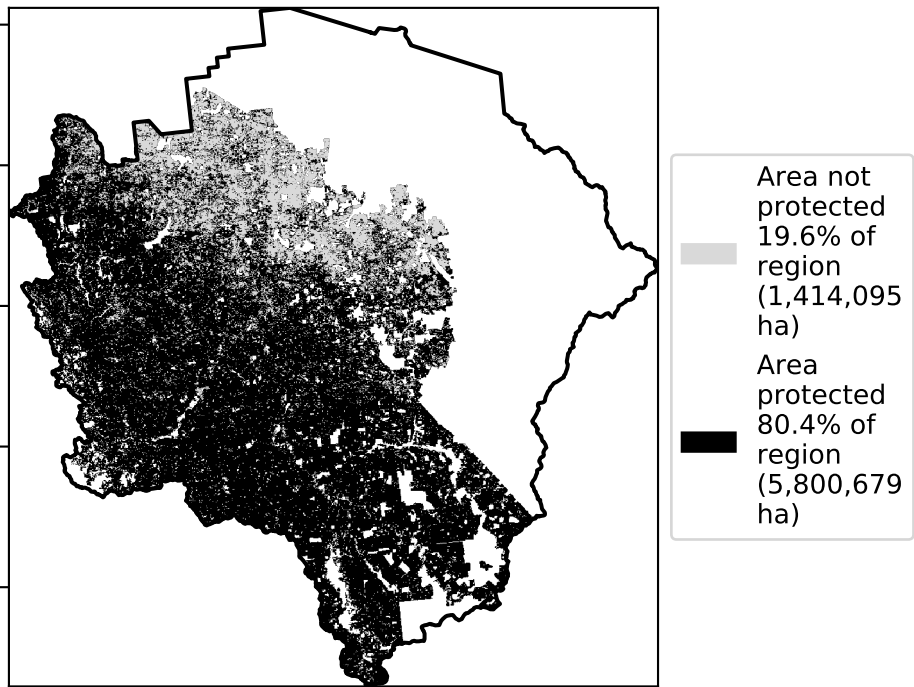 Area not
protected
19.6% of
region
(1,414,095
ha)
Area
protected
80.4% of
region
(5,800,679
ha)